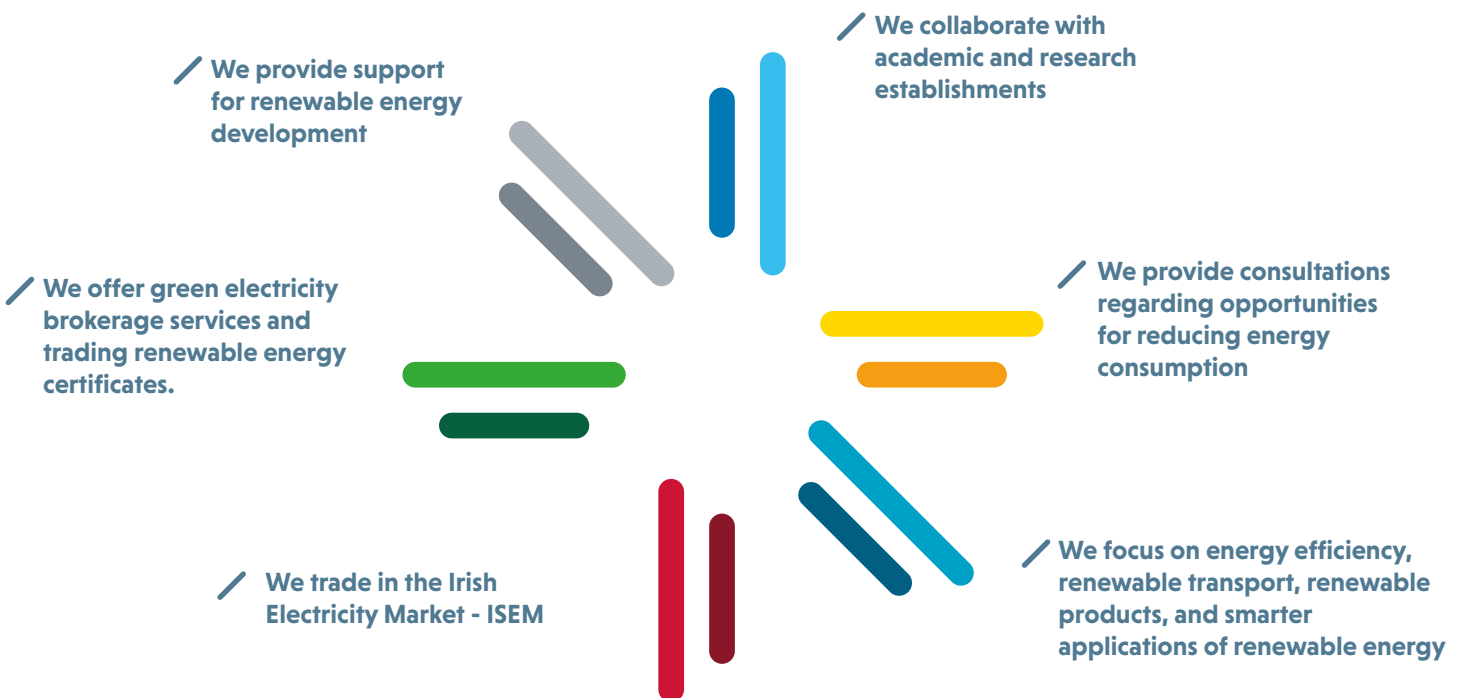 We provide support
for renewable energy
development
We collaborate with
academic and research
establishments
We offer green electricity
brokerage services and
trading renewable energy
certificates.
We provide consultations
regarding opportunities
for reducing energy
consumption
We trade in the Irish
Electricity Market - ISEM
We focus on energy efficiency,
renewable transport, renewable
products, and smarter
applications of renewable energy